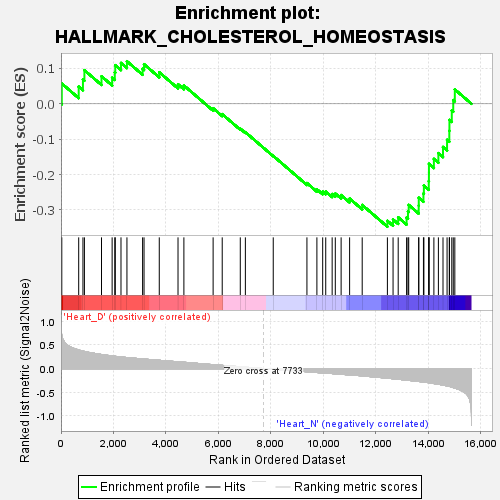 Enrichment plot:
HALLMARK_CHOLESTEROL_HOMEOSTASIS
Enrichment score (ES)
0.1
0.0
-0.1
-0.2
-0.3
'Heart_D' (positively correlated)
Ranked list metric (Signal2Noise)
1.0
0.5
0.0
-0.5
-1.0
Zero cross at 7733
'Heart_N' (negatively correlated)
0 2,000 4,000 6,000 8,000 10,000 12,000 14,000 16,000
Rank in Ordered Dataset
Enrichment profile Hits Ranking metric scores